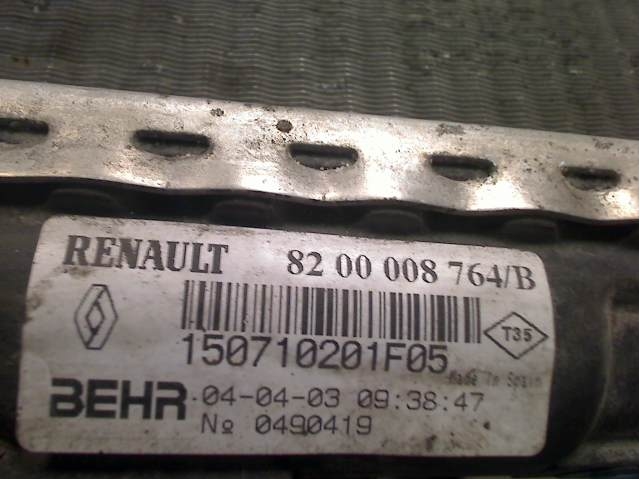 RENAULT 82 00 008 764/B
150710201F05
T35
Made In Spain
BEHR 04-04-03 09:38:47
№ 0490419